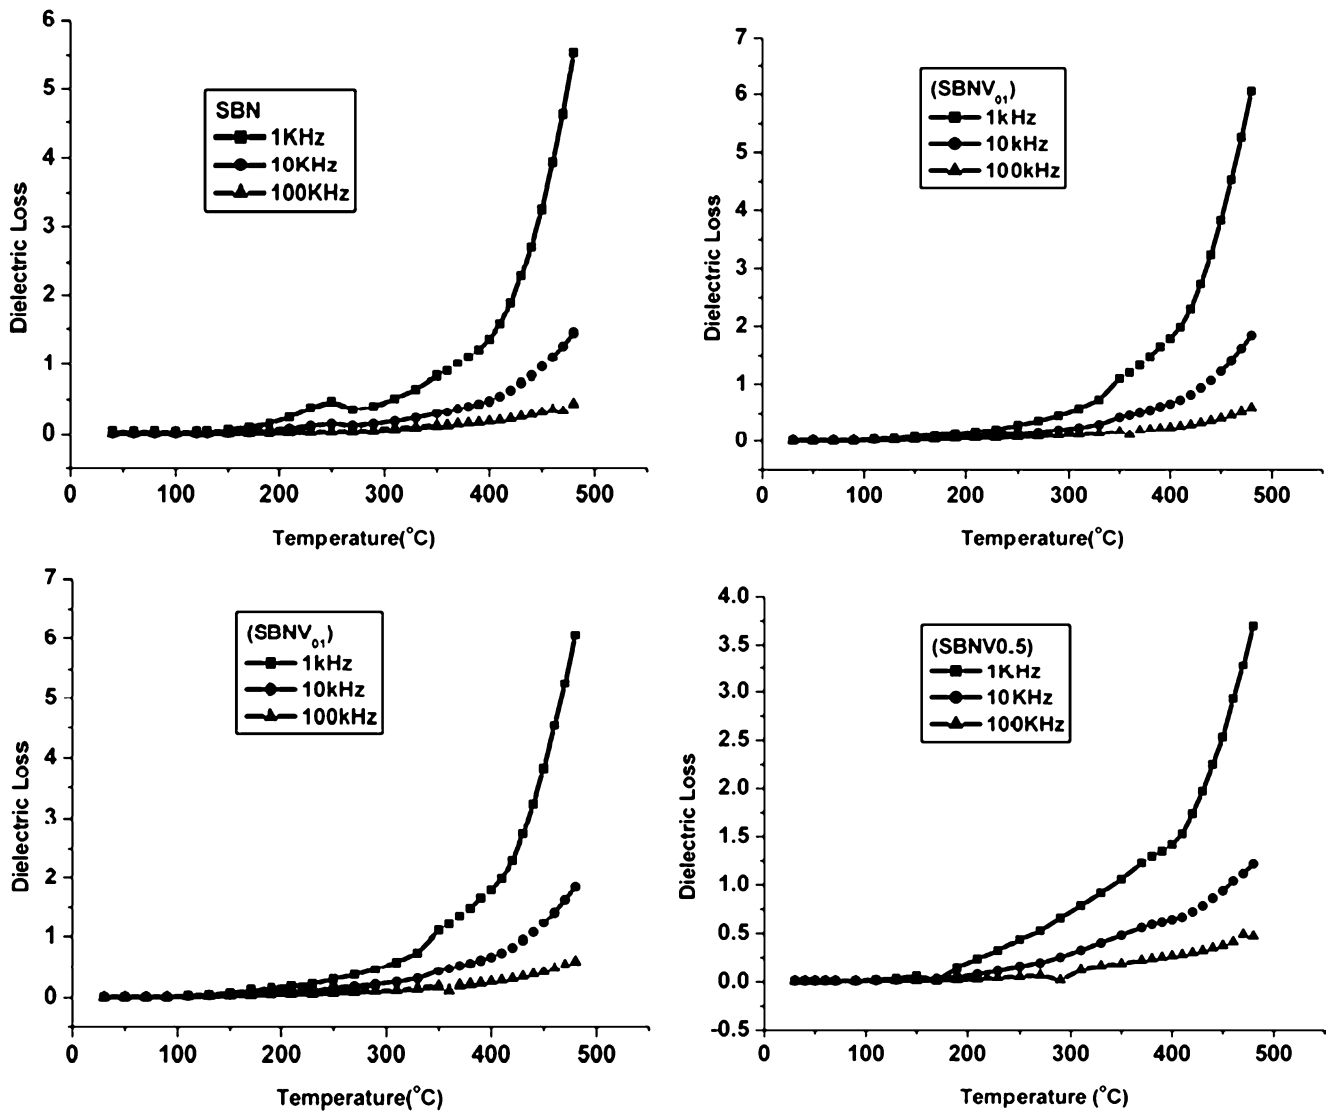 6
5
4
3
2
1
0
0 100 200 300 400 500
Dielectric Loss
Temperature(°C)
SBN
1KHz
10KHz
100KHz
7
6
5
4
3
2
1
0
0 100 200 300 400 500
Dielectric Loss
Temperature(°C)
(SBNV01)
1kHz
10kHz
100kHz
7
6
5
4
3
2
1
0
0 100 200 300 400 500
Dielectric Loss
Temperature(°C)
(SBNV01)
1kHz
10kHz
100kHz
4.0
3.5
3.0
2.5
2.0
1.5
1.0
0.5
0.0
-0.5
0 100 200 300 400 500
Dielectric Loss
Temperature (°C)
(SBNV0.5)
1KHz
10KHz
100KHz